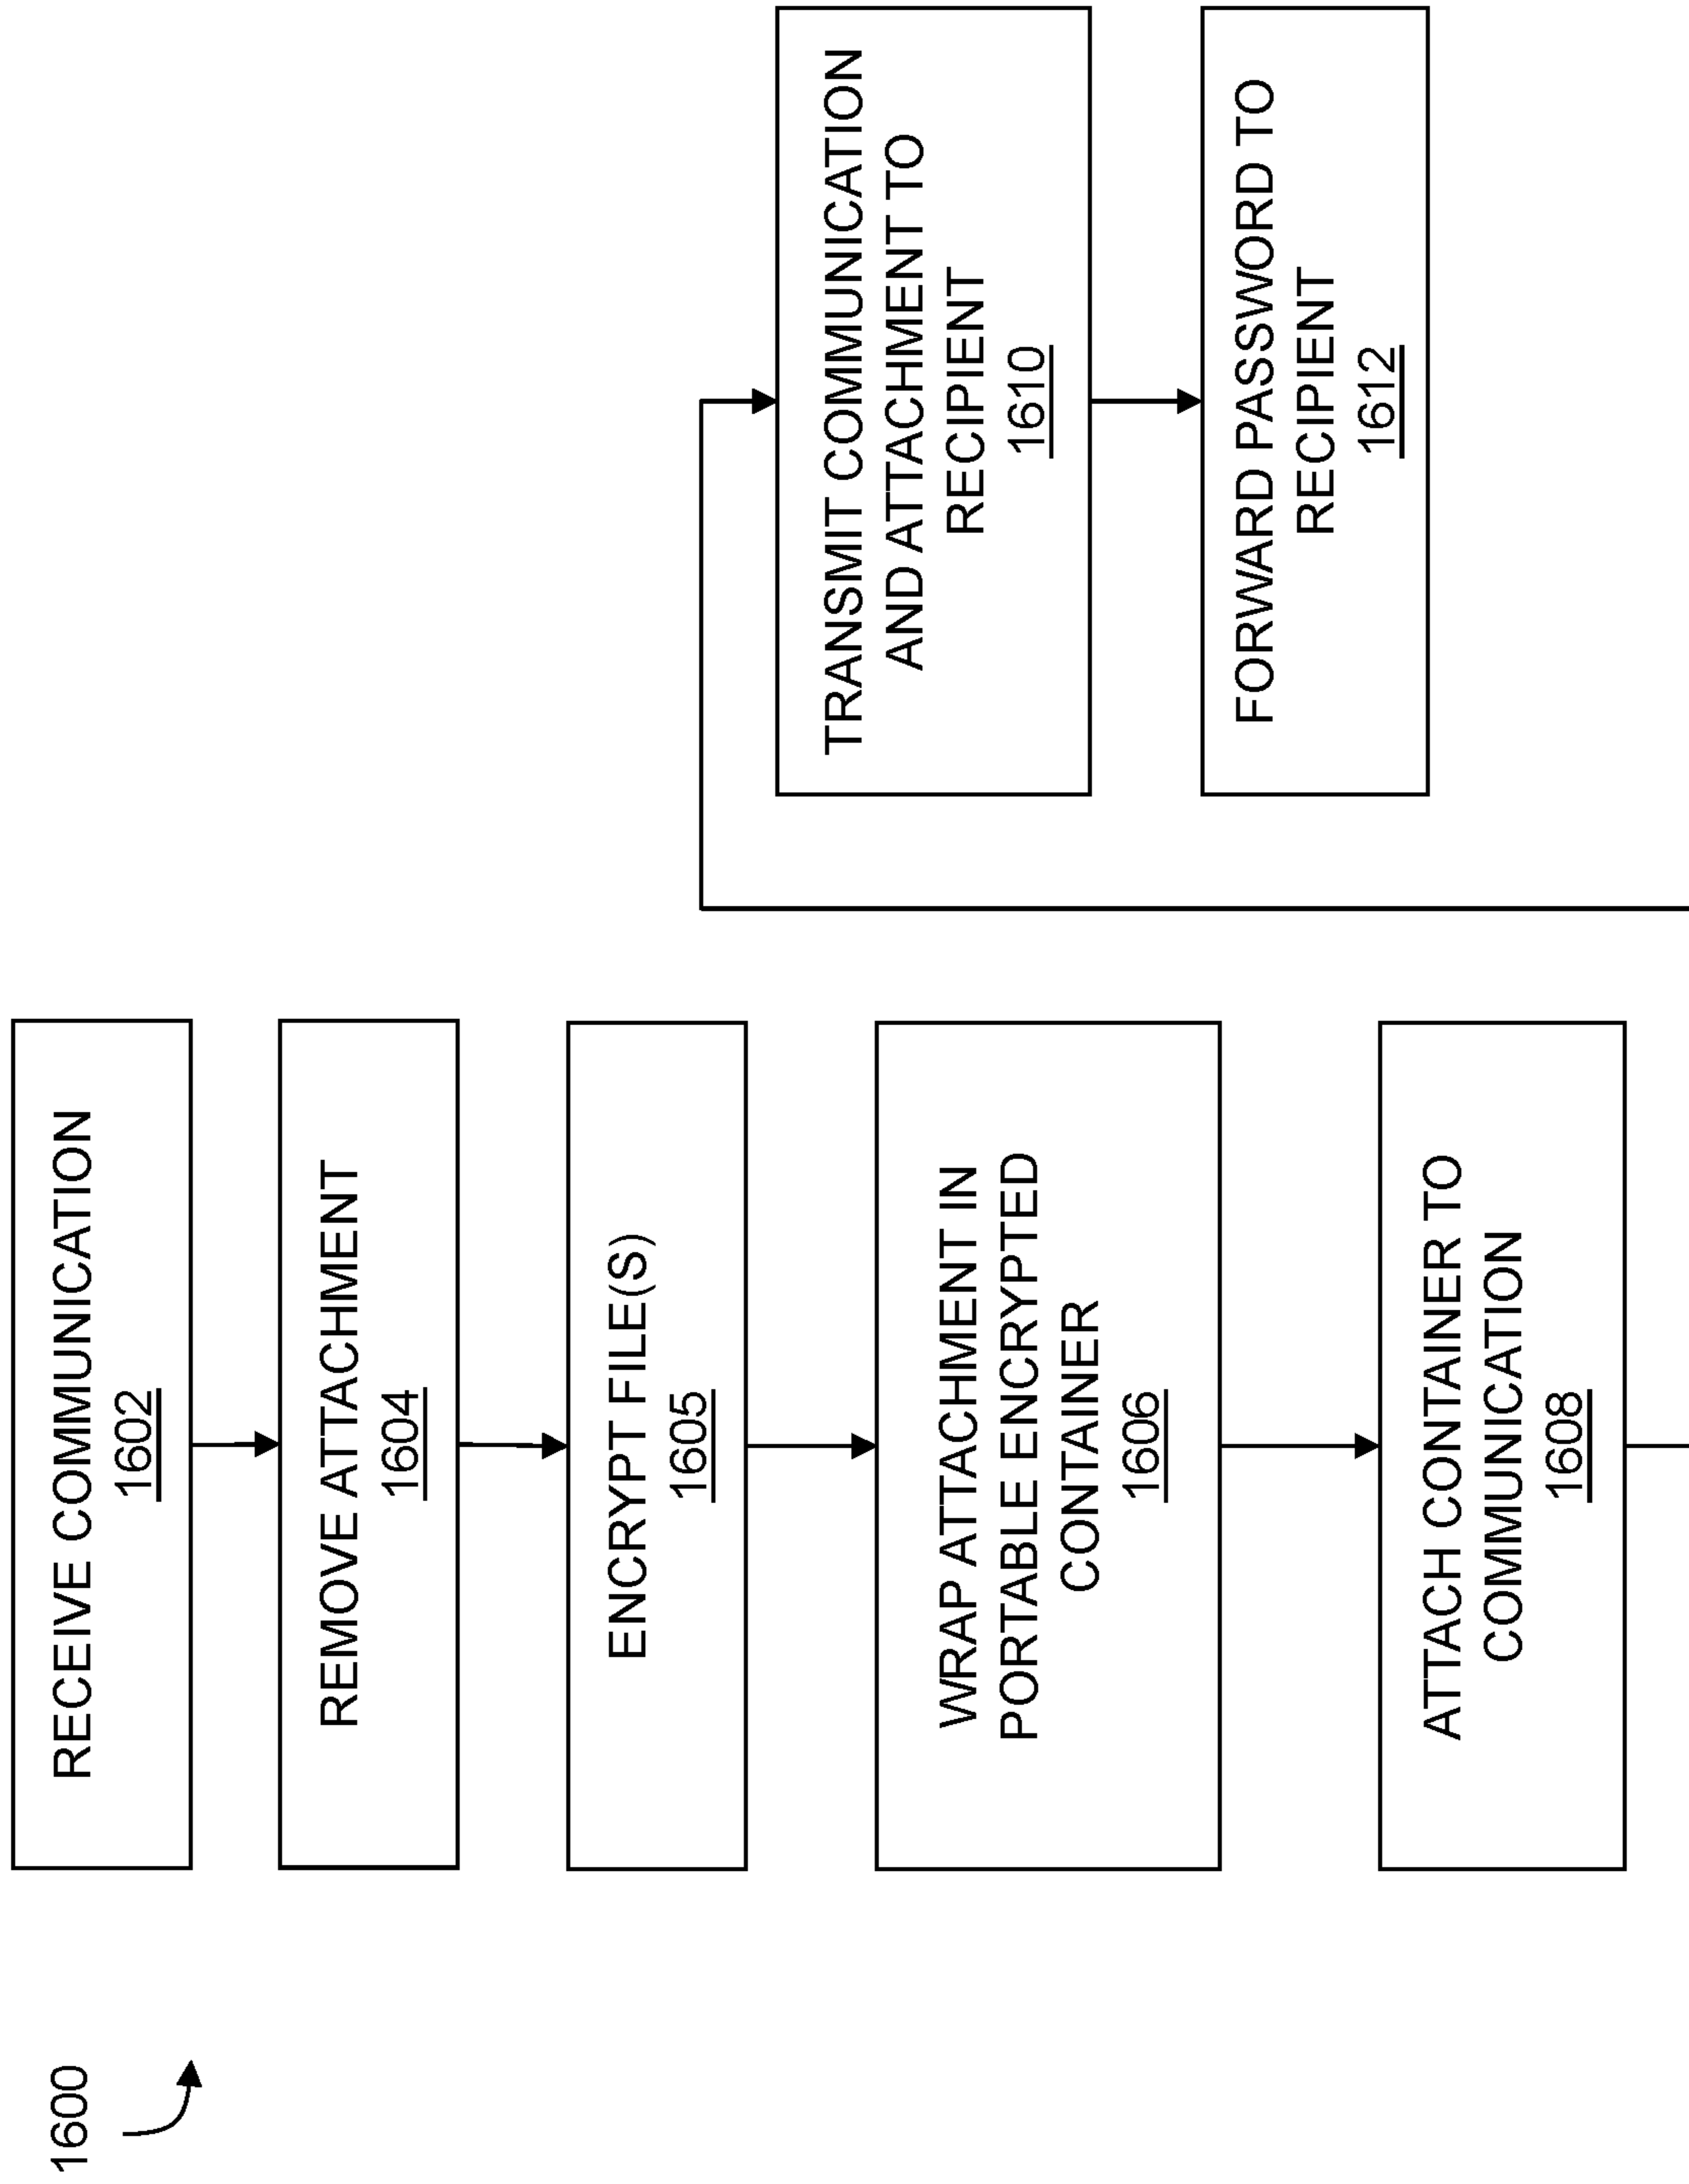 1600
RECEIVE COMMUNICATION
1602
REMOVE ATTACHMENT
1604
ENCRYPT FILE(S)
1605
WRAP ATTACHMENT IN
PORTABLE ENCRYPTED
CONTAINER
1606
ATTACH CONTAINER TO
COMMUNICATION
1608
TRANSMIT COMMUNICATION
AND ATTACHMENT TO
RECIPIENT
1610
FORWARD PASSWORD TO
RECIPIENT
1612